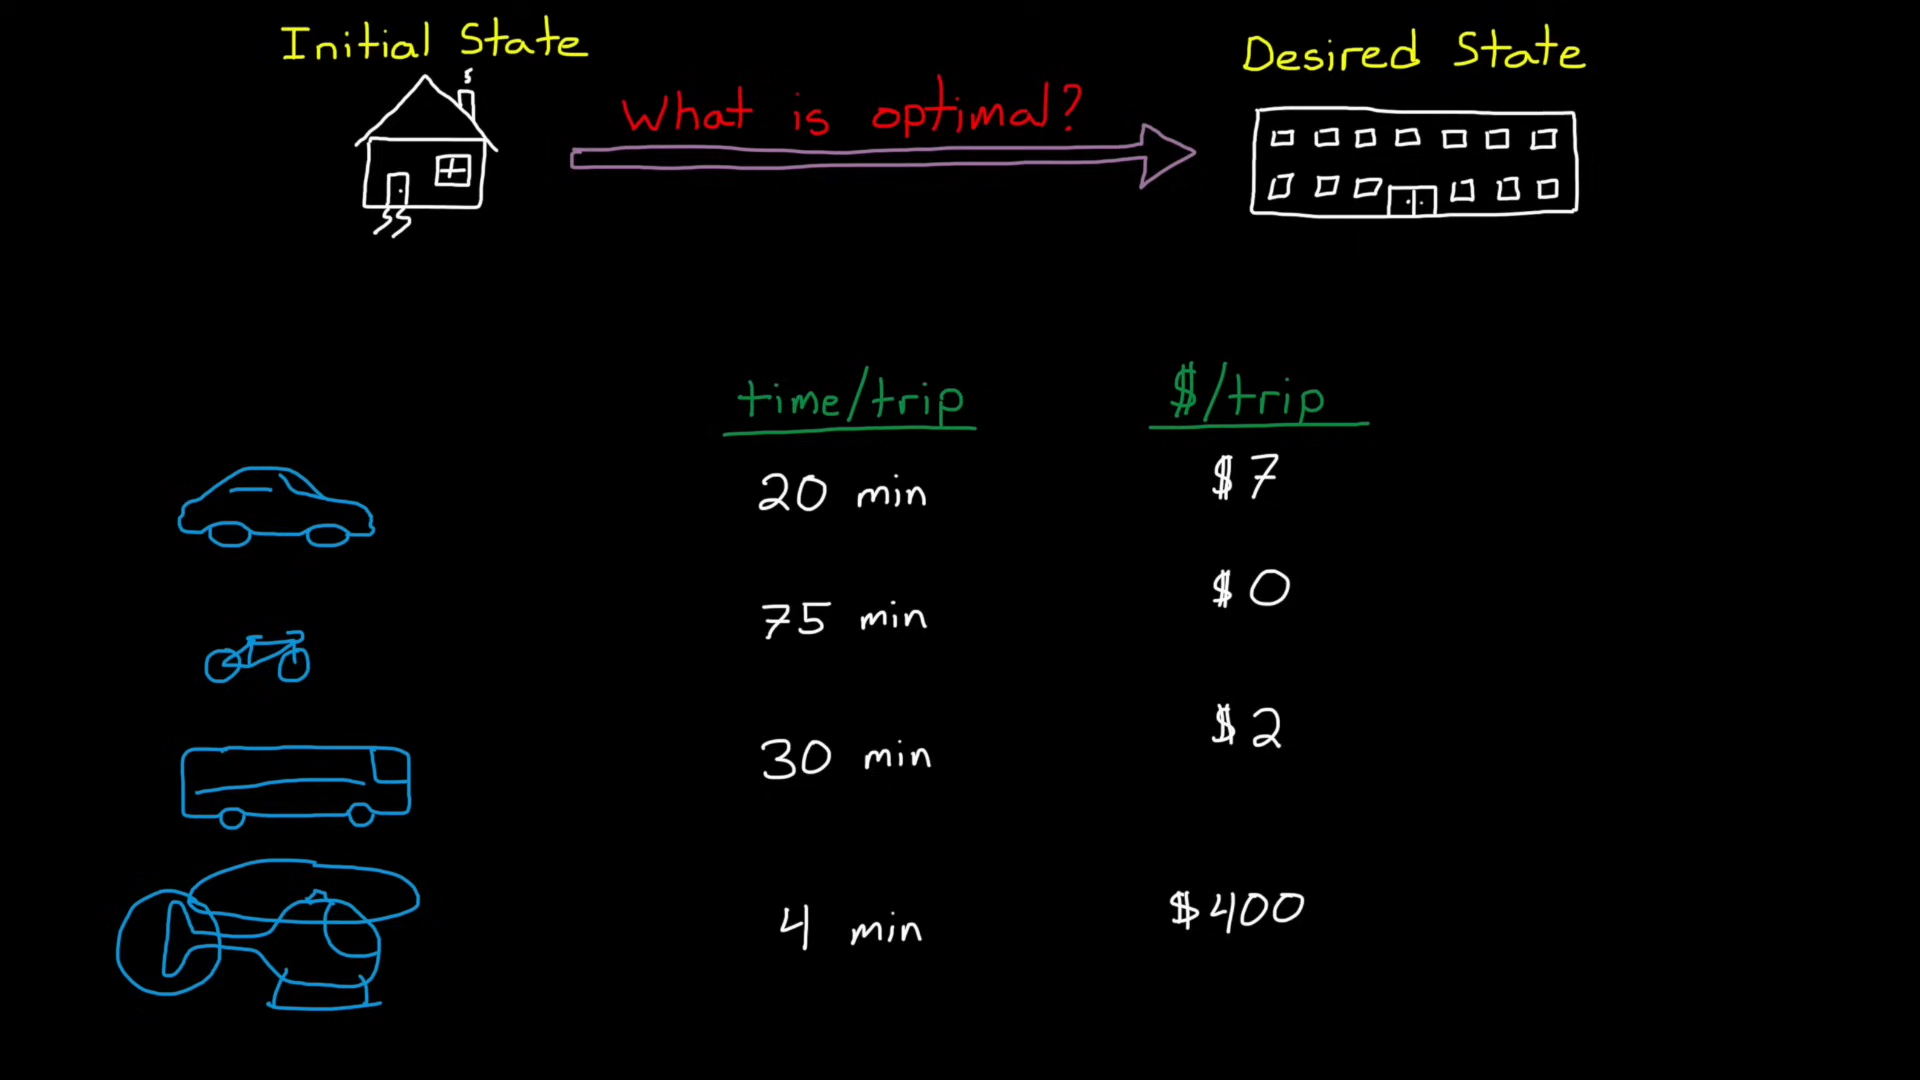 Initial State
Desired State
What is optimal?
time/trip $/trip
20 min $7
75 min $0
30 min $2
4 min $400